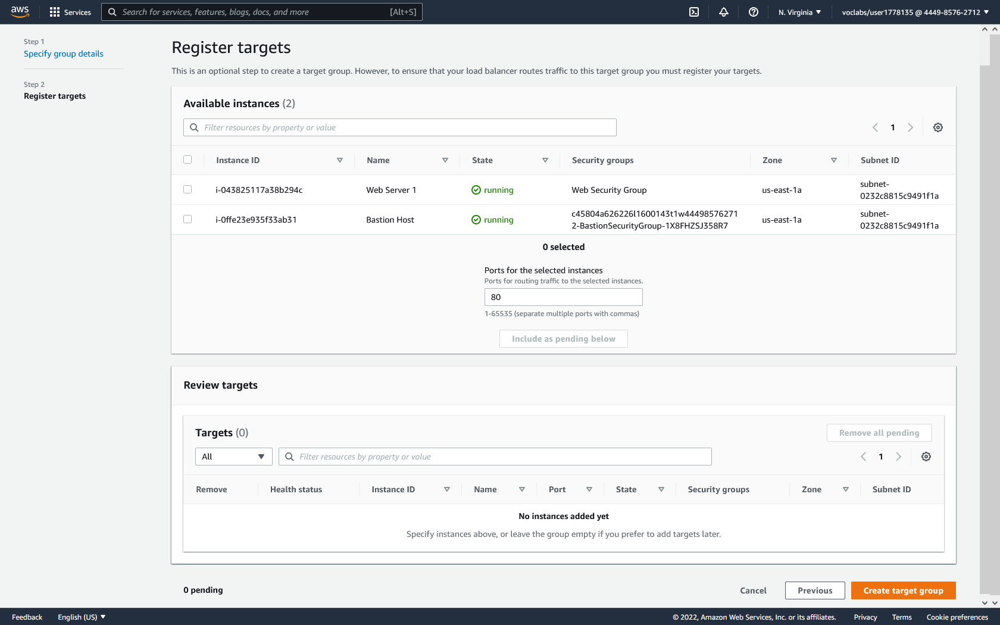 aws
Services
Search for services, features, blogs, docs, and more
[Alt+S]
N. Virginia
voclabs/user1778135 @ 4449-8576-2712
Step 1
Specify group details
Step 2
Register targets
Register targets
This is an optional step to create a target group. However, to ensure that your load balancer routes traffic to this target group you must register your targets.
Available instances (2)
Filter resources by property or value
1
Instance ID Name State Security groups Zone Subnet ID
i-043825117a38b294c Web Server 1 running Web Security Group us-east-1a subnet-
0232c8815c9491f1a
i-0ffe23e935f33ab31 Bastion Host running c45804a626226l1600143t1w44498576271 us-east-1a subnet-
2-BastionSecurityGroup-1X8FHZSJ358R7 0232c8815c9491f1a
0 selected
Ports for the selected instances
Ports for routing traffic to the selected instances.
80
1-65535 (separate multiple ports with commas)
Include as pending below
Review targets
Targets (0)
Remove all pending
All
Filter resources by property or value
1
Remove Health status Instance ID Name Port State Security groups Zone Subnet ID
No instances added yet
Specify instances above, or leave the group empty if you prefer to add targets later.
0 pending
Cancel
Previous
Create target group
Feedback
English (US)
© 2022, Amazon Web Services, Inc. or its affiliates.
Privacy
Terms
Cookie preferences